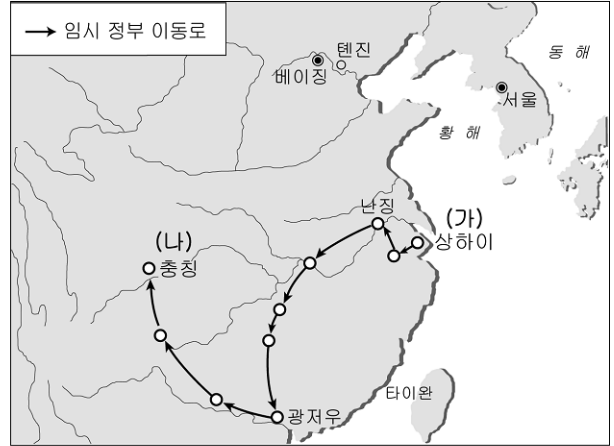 임시 정부 이동로
톈진
베이징
동 해
서울
황 해
난징
(가)
상하이
(나)
충칭
타이완
광저우